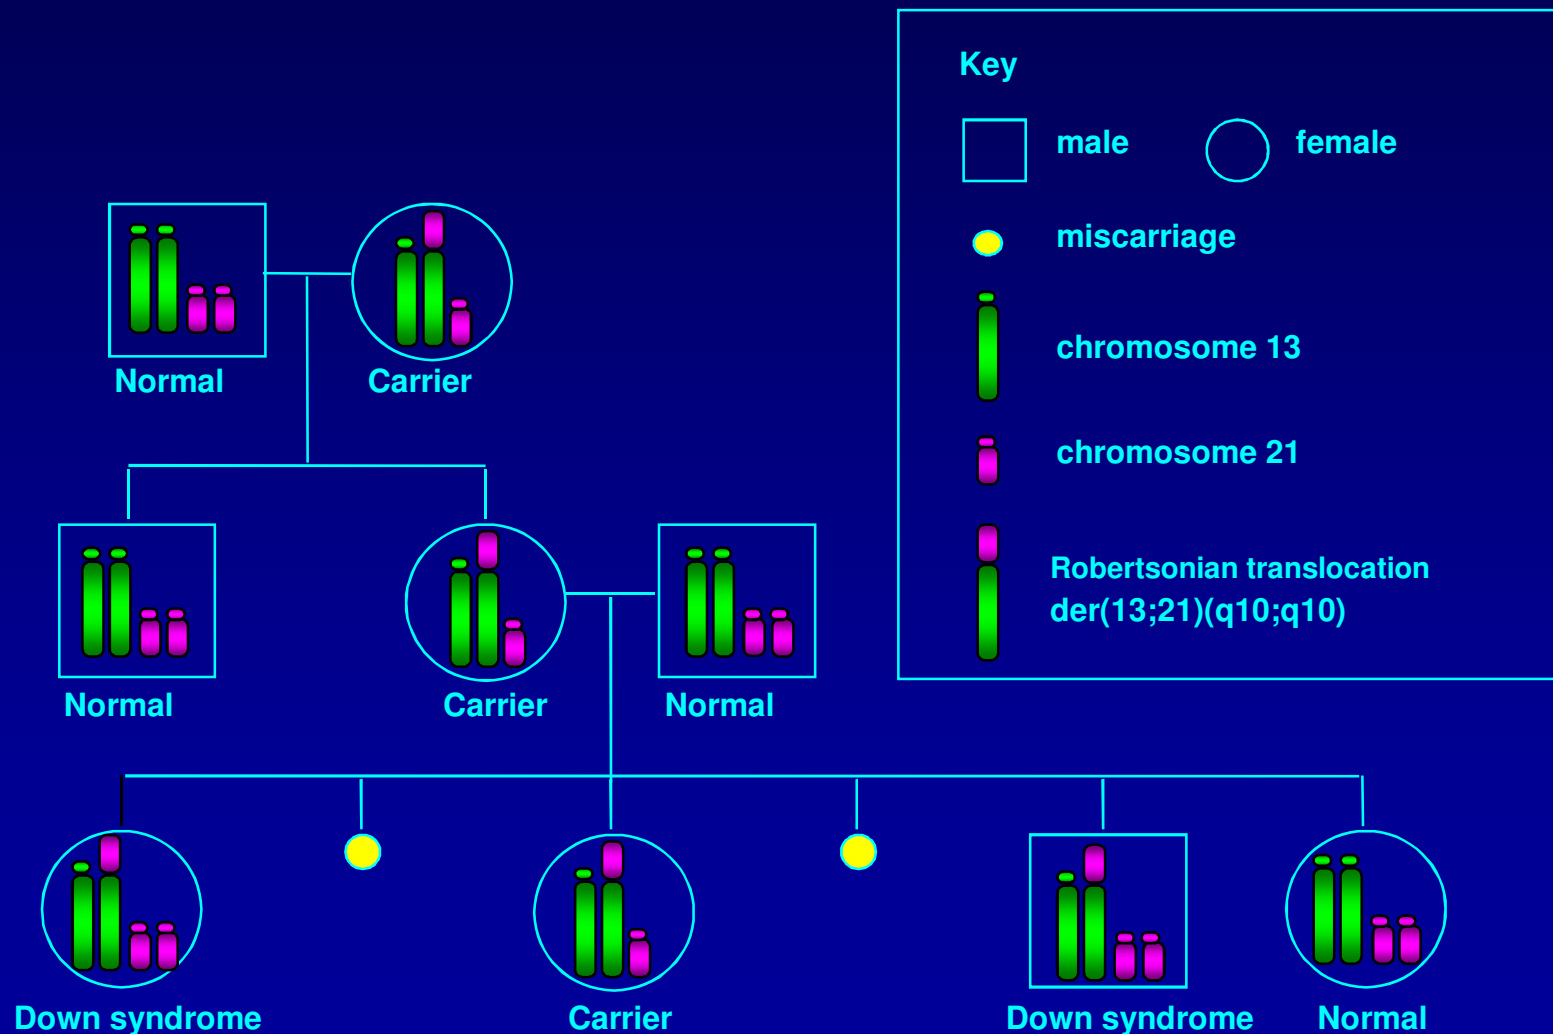 Key
male
female
miscarriage
chromosome 13
chromosome 21
Robertsonian translocation
der(13;21)(q10;q10)
Normal
Carrier
Normal
Carrier
Normal
Down syndrome
Carrier
Down syndrome
Normal